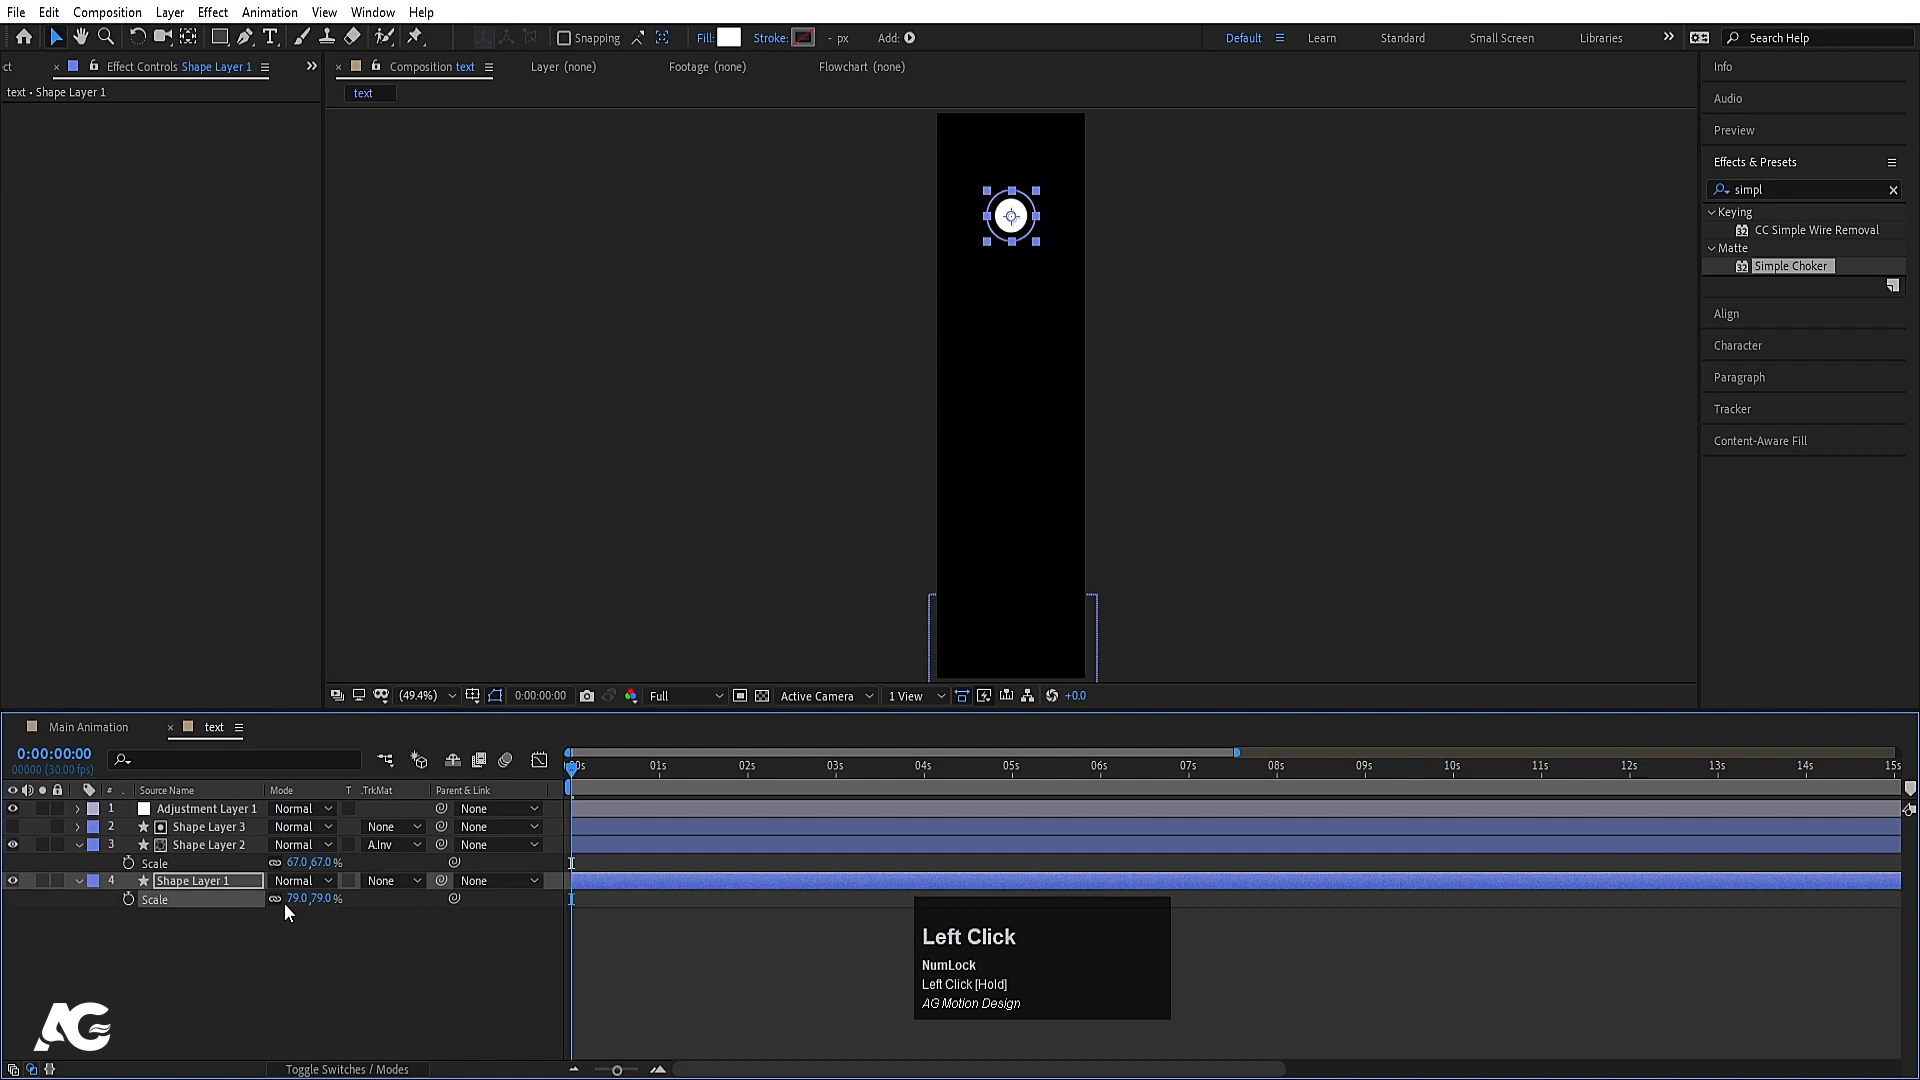 File Edit Composition Layer Effect Animation View Window Help
Snapping Fill: Stroke: - px Add: Default Learn Standard Small Screen Libraries Search Help
ct Effect Controls Shape Layer 1 Composition text Layer (none) Footage (none) Flowchart (none) Info
text • Shape Layer 1
text
Audio
Preview
Effects & Presets
simpl
Keying
32 CC Simple Wire Removal
Matte
32 Simple Choker
Align
Character
Paragraph
Tracker
Content-Aware Fill
(49.4%) 0:00:00:00 Full Active Camera 1 View +0.0
Main Animation text
0:00:00:00
00000 (30.00 fps)
00s 01s 02s 03s 04s 05s 06s 07s 08s 09s 10s 11s 12s 13s 14s 15s
# Source Name Mode T .TrkMat Parent & Link
1 Adjustment Layer 1 Normal None
2 Shape Layer 3 Normal None None
3 Shape Layer 2 Normal A.Inv None
Scale 67.0,67.0 %
4 Shape Layer 1 Normal None None
Scale 79.0,79.0 %
Left Click
NumLock
Left Click [Hold]
AG Motion Design
AG
Toggle Switches / Modes